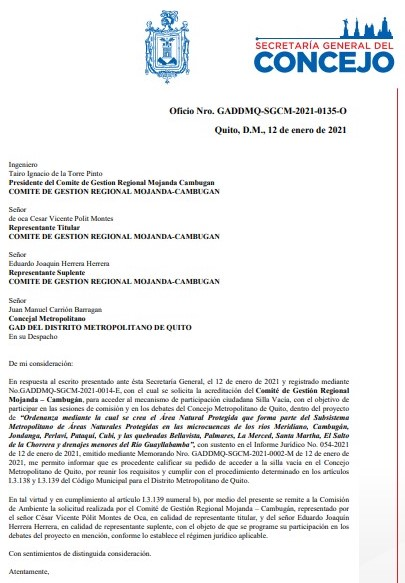 SECRETARÍA GENERAL DEL
CONCEJO
Oficio Nro. GADDMQ-SGCM-2021-0135-O
Quito, D.M., 12 de enero de 2021
Ingeniero
Tairo Ignacio de la Torre Pinto
Presidente del Comite de Gestion Regional Mojanda Cambugan
COMITE DE GESTION REGIONAL MOJANDA-CAMBUGAN
Señor
de oca Cesar Vicente Polit Montes
Representante Titular
COMITE DE GESTION REGIONAL MOJANDA-CAMBUGAN
Señor
Eduardo Joaquin Herrera Herrera
Representante Suplente
COMITE DE GESTION REGIONAL MOJANDA-CAMBUGAN
Señor
Juan Manuel Carrión Barragan
Concejal Metropolitano
GAD DEL DISTRITO METROPOLITANO DE QUITO
En su Despacho
De mi consideración:
En respuesta al escrito presentado ante ésta Secretaria General, el 12 de enero de 2021 y registrado mediante
No.GADDMQ-SGCM-2021-0014-E, con el cual se solicita la acreditación del Comité de Gestión Regional
Mojanda – Cambugán, para acceder al mecanismo de participación ciudadana Silla Vacía, con el objetivo de
participar en las sesiones de comisión y en los debates del Concejo Metropolitano de Quito, dentro del proyecto
de "Ordenanza mediante la cual se crea el Área Natural Protegida que forma parte del Subsistema
Metropolitano de Áreas Naturales Protegidas en las microcuencas de los ríos Meridiano, Cambugán,
Jondanga, Perlavi, Pataquí, Cubi, y las quebradas Bellavista, Palmares, La Merced, Santa Martha, El Salto
de la Chorrera y drenajes menores del Río Guayllabamba", con sustento en el Informe Jurídico No. 054-2021
de 12 de enero de 2021, emitido mediante Memorando Nro. GADDMQ-SGCM-2021-0002-M de 12 de enero de
2021, me permito informar que es procedente calificar su pedido de acceder a la silla vacía en el Concejo
Metropolitano de Quito, por reunir los requisitos y cumplir con el procedimiento determinado en los artículos
I.3.138 y I.3.139 del Código Municipal para el Distrito Metropolitano de Quito.
En tal virtud y en cumplimiento al artículo I.3.139 numeral b), por medio del presente se remite a la Comisión
de Ambiente la solicitud realizada por el Comité de Gestión Regional Mojanda – Cambugán, representado por
el señor César Vicente Pólit Montes de Oca, en calidad de representante titular, y del señor Eduardo Joaquin
Herrera Herrera, en calidad de representante suplente, con el objeto de que se programe su participación en los
debates del proyecto en mención, conforme lo establece el régimen jurídico aplicable.
Con sentimientos de distinguida consideración.
Atentamente,